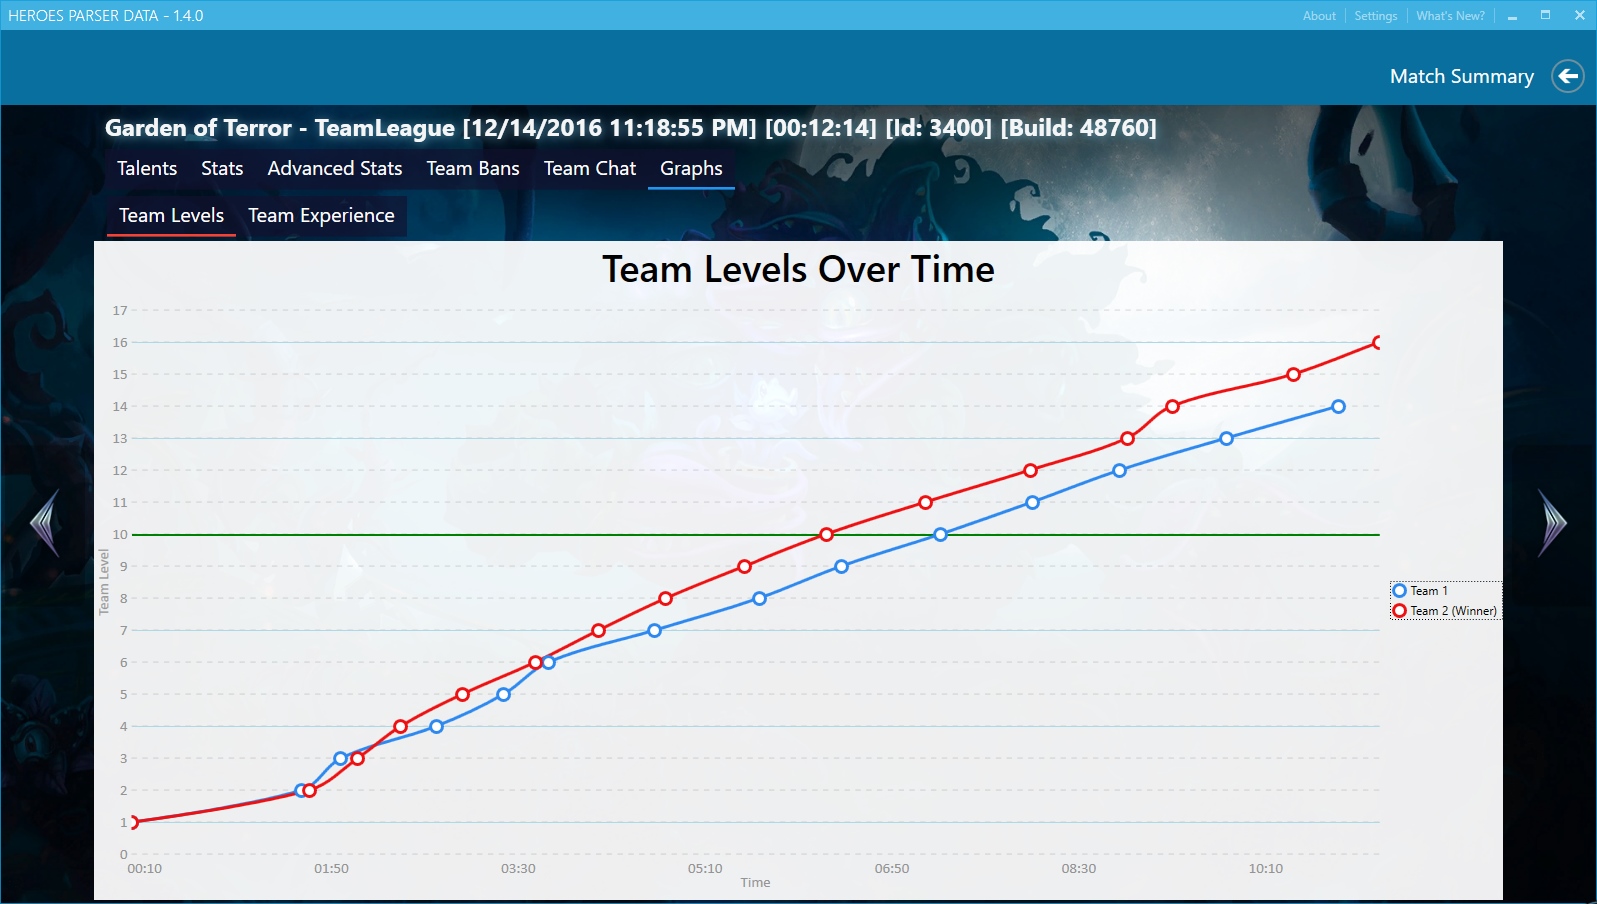 HEROES PARSER DATA - 1.4.0
About Settings What's New?
Match Summary
Garden of Terror - TeamLeague [12/14/2016 11:18:55 PM] [00:12:14] [Id: 3400] [Build: 48760]
Talents Stats Advanced Stats Team Bans Team Chat Graphs
Team Levels Team Experience
Team Levels Over Time
17
16
15
14
13
12
11
10
9
8
7
6
5
4
3
2
1
0
Team Level
Team 1
Team 2 (Winner)
00:10 01:50 03:30 05:10 06:50 08:30 10:10
Time